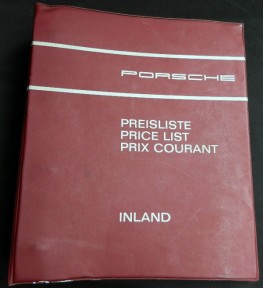 PORSCHE
PREISLISTE
PRICE LIST
PRIX COURANT
INLAND